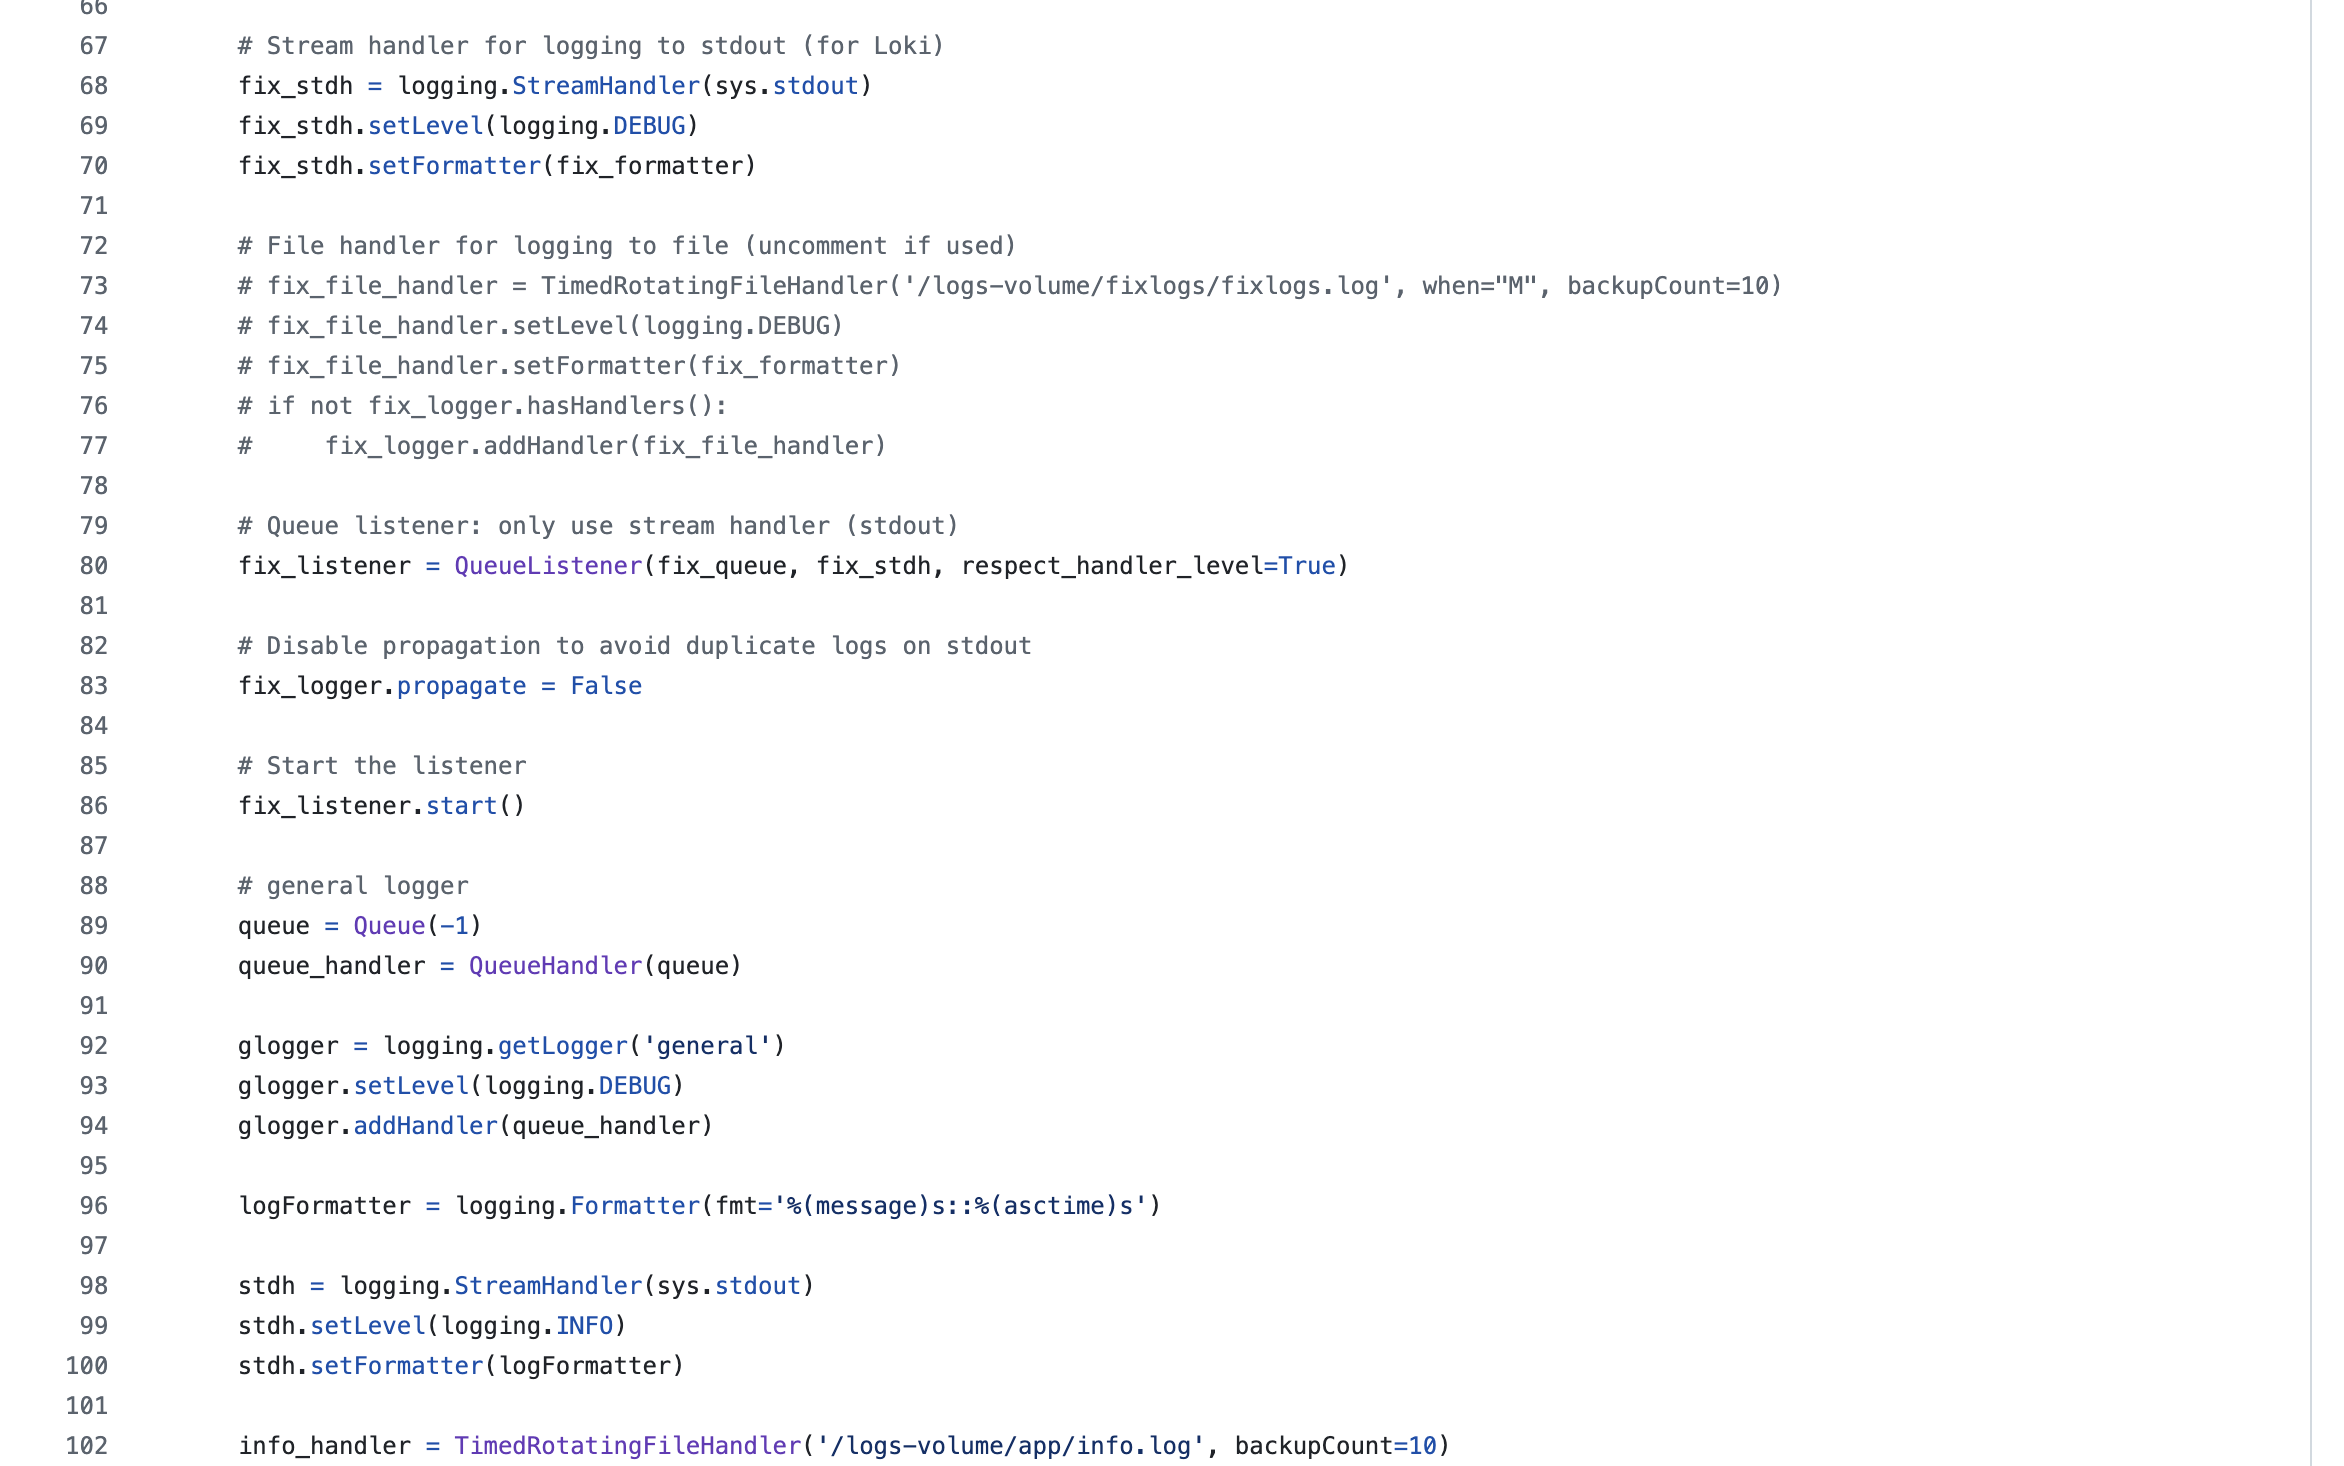 66
67 # Stream handler for logging to stdout (for Loki)
68 fix_stdh = logging.StreamHandler(sys.stdout)
69 fix_stdh.setLevel(logging.DEBUG)
70 fix_stdh.setFormatter(fix_formatter)
71
72 # File handler for logging to file (uncomment if used)
73 # fix_file_handler = TimedRotatingFileHandler('/logs-volume/fixlogs/fixlogs.log', when="M", backupCount=10)
74 # fix_file_handler.setLevel(logging.DEBUG)
75 # fix_file_handler.setFormatter(fix_formatter)
76 # if not fix_logger.hasHandlers():
77 #     fix_logger.addHandler(fix_file_handler)
78
79 # Queue listener: only use stream handler (stdout)
80 fix_listener = QueueListener(fix_queue, fix_stdh, respect_handler_level=True)
81
82 # Disable propagation to avoid duplicate logs on stdout
83 fix_logger.propagate = False
84
85 # Start the listener
86 fix_listener.start()
87
88 # general logger
89 queue = Queue(-1)
90 queue_handler = QueueHandler(queue)
91
92 glogger = logging.getLogger('general')
93 glogger.setLevel(logging.DEBUG)
94 glogger.addHandler(queue_handler)
95
96 logFormatter = logging.Formatter(fmt='%(message)s::%(asctime)s')
97
98 stdh = logging.StreamHandler(sys.stdout)
99 stdh.setLevel(logging.INFO)
100 stdh.setFormatter(logFormatter)
101
102 info_handler = TimedRotatingFileHandler('/logs-volume/app/info.log', backupCount=10)